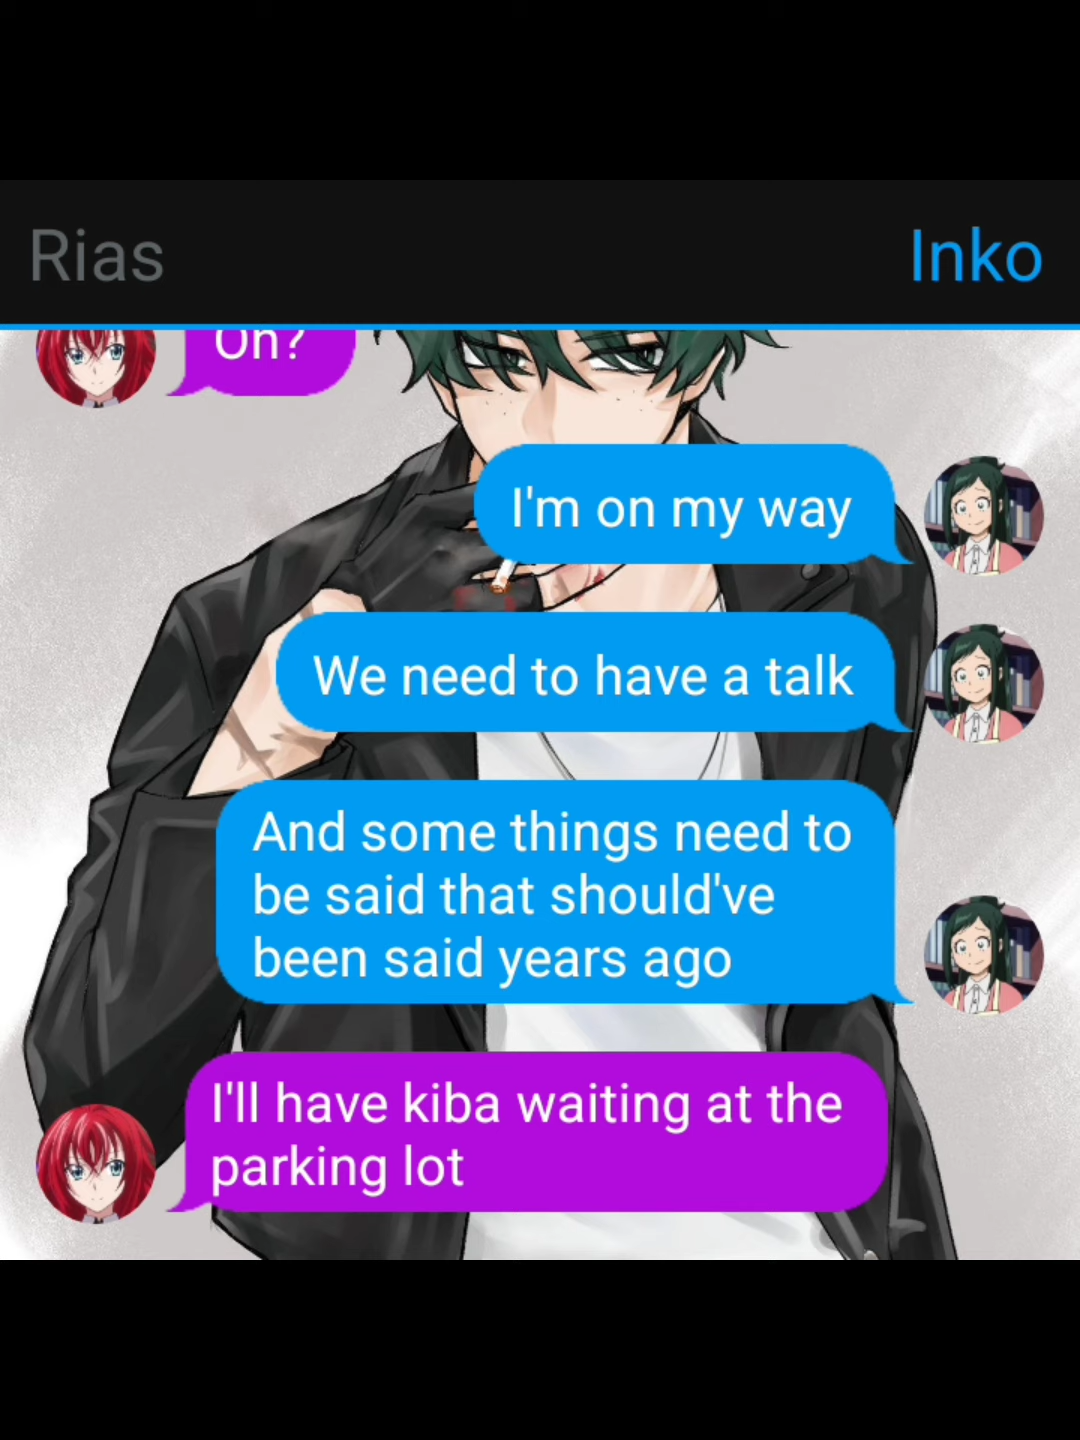 Rias
Inko
Oh?
I'm on my way
We need to have a talk
And some things need to
be said that should've
been said years ago
I'll have kiba waiting at the
parking lot